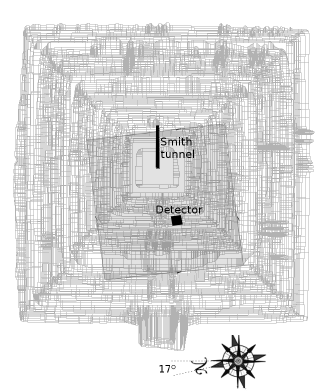 Smith
tunnel
Detector
17°